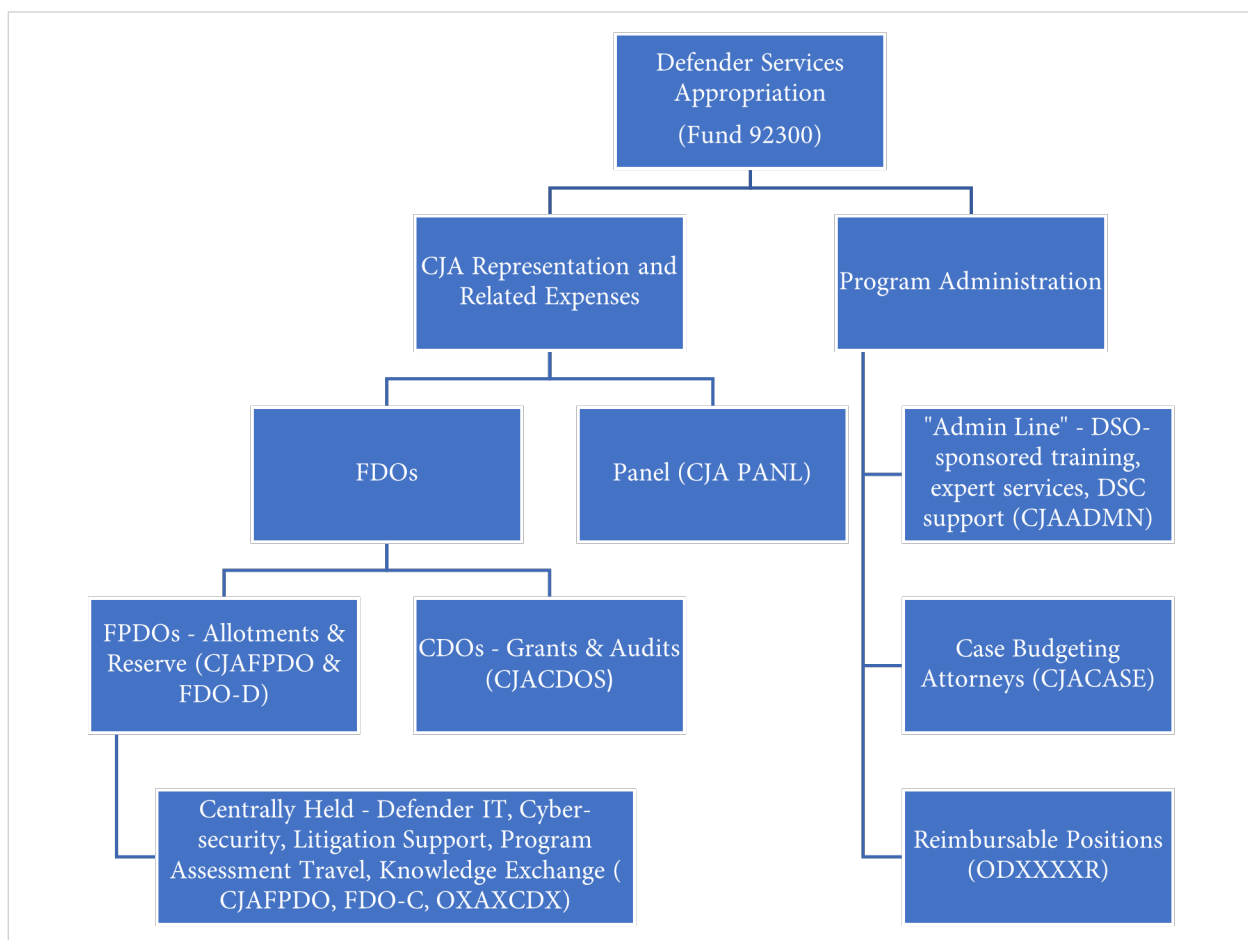 Defender Services
Appropriation
(Fund 92300)
CJA Representation and
Related Expenses
Program Administration
FDOs
Panel (CJA PANL)
"Admin Line" - DSO-
sponsored training,
expert services, DSC
support (CJAADMN)
FPDOs - Allotments &
Reserve (CJAFPDO &
FDO-D)
CDOs - Grants & Audits
(CJACDOS)
Case Budgeting
Attorneys (CJACASE)
Centrally Held - Defender IT, Cyber-
security, Litigation Support, Program
Assessment Travel, Knowledge Exchange (
CJAFPDO, FDO-C, OXAXCDX)
Reimbursable Positions
(ODXXXXR)